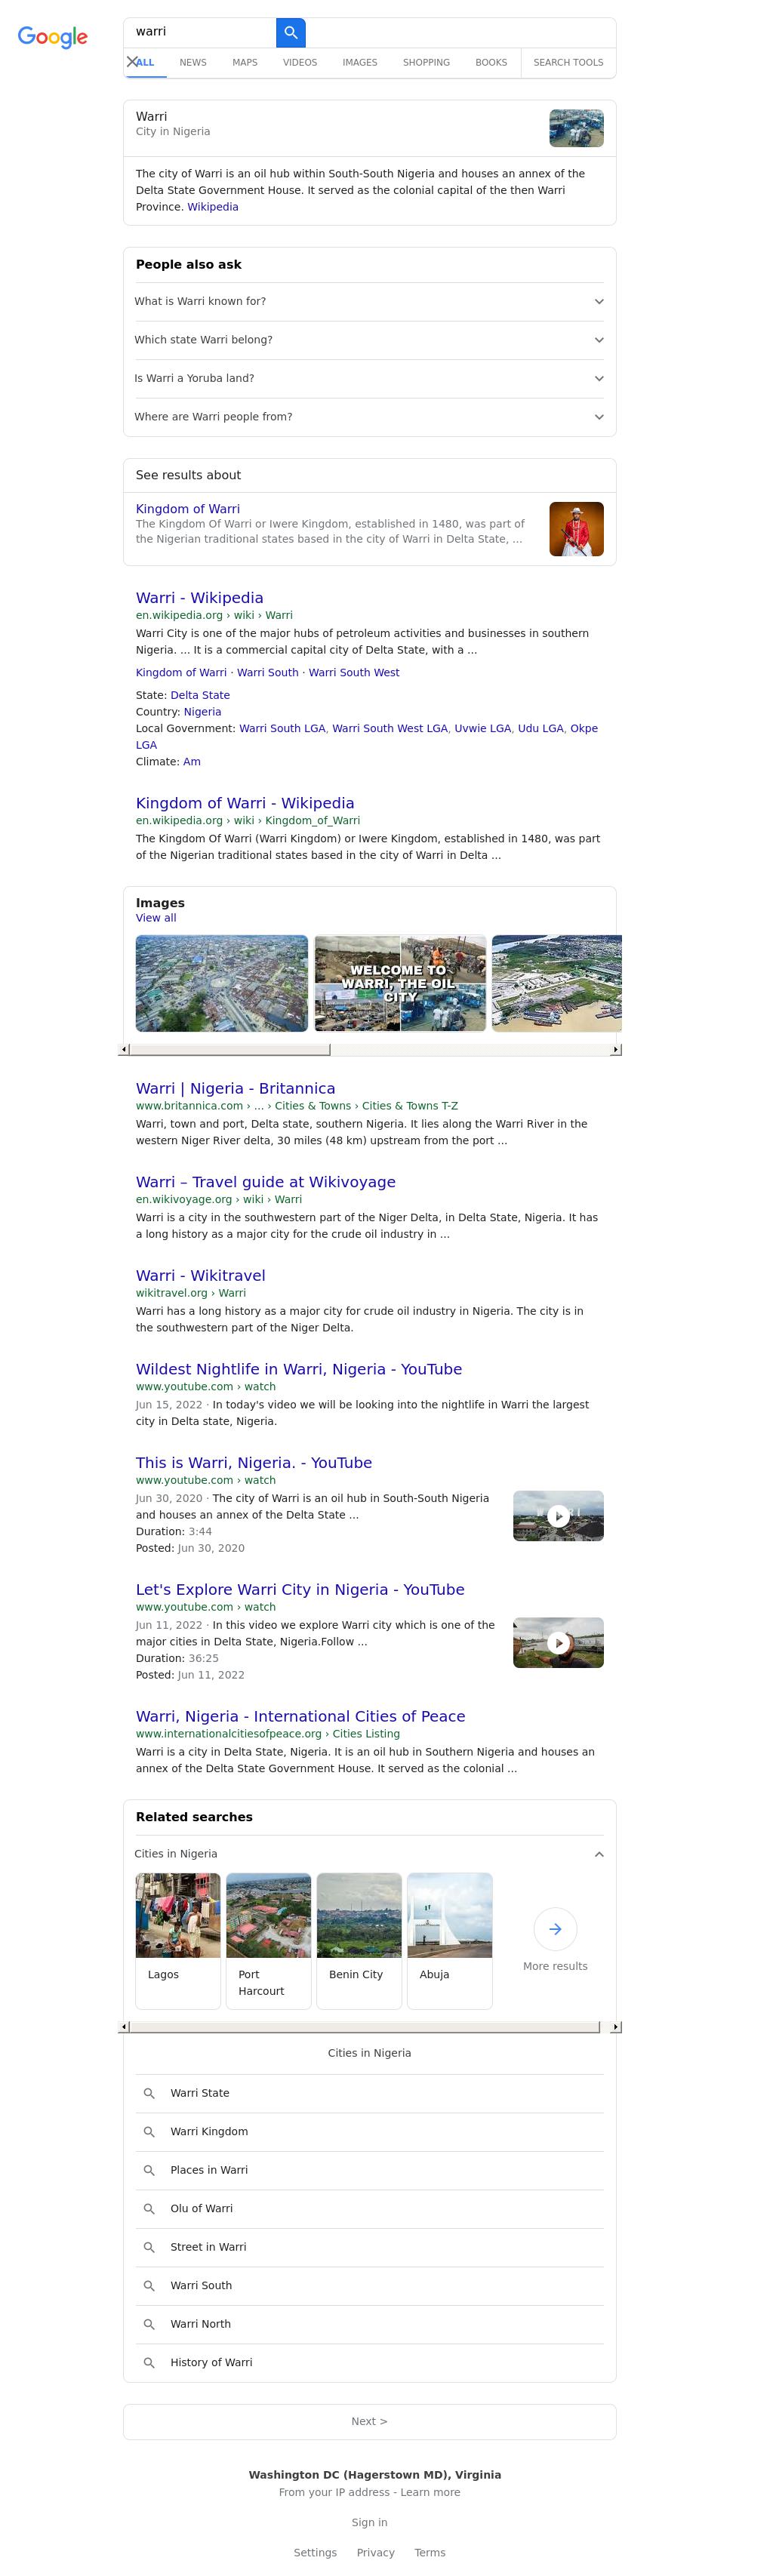 Google
warri
ALL
NEWS
MAPS
VIDEOS
IMAGES
SHOPPING
BOOKS
SEARCH TOOLS
Warri
City in Nigeria
The city of Warri is an oil hub within South-South Nigeria and houses an annex of the
Delta State Government House. It served as the colonial capital of the then Warri
Province. Wikipedia
People also ask
What is Warri known for?
Which state Warri belong?
Is Warri a Yoruba land?
Where are Warri people from?
See results about
Kingdom of Warri
The Kingdom Of Warri or Iwere Kingdom, established in 1480, was part of
the Nigerian traditional states based in the city of Warri in Delta State, ...
Warri - Wikipedia
en.wikipedia.org › wiki › Warri
Warri City is one of the major hubs of petroleum activities and businesses in southern
Nigeria. ... It is a commercial capital city of Delta State, with a ...
Kingdom of Warri · Warri South · Warri South West
State: Delta State
Country: Nigeria
Local Government: Warri South LGA, Warri South West LGA, Uvwie LGA, Udu LGA, Okpe
LGA
Climate: Am
Kingdom of Warri - Wikipedia
en.wikipedia.org › wiki › Kingdom_of_Warri
The Kingdom Of Warri (Warri Kingdom) or Iwere Kingdom, established in 1480, was part
of the Nigerian traditional states based in the city of Warri in Delta ...
Images
View all
WELCOME TO
WARRI, THE OIL
CITY
Warri | Nigeria - Britannica
www.britannica.com › ... › Cities & Towns › Cities & Towns T-Z
Warri, town and port, Delta state, southern Nigeria. It lies along the Warri River in the
western Niger River delta, 30 miles (48 km) upstream from the port ...
Warri – Travel guide at Wikivoyage
en.wikivoyage.org › wiki › Warri
Warri is a city in the southwestern part of the Niger Delta, in Delta State, Nigeria. It has
a long history as a major city for the crude oil industry in ...
Warri - Wikitravel
wikitravel.org › Warri
Warri has a long history as a major city for crude oil industry in Nigeria. The city is in
the southwestern part of the Niger Delta.
Wildest Nightlife in Warri, Nigeria - YouTube
www.youtube.com › watch
Jun 15, 2022 · In today's video we will be looking into the nightlife in Warri the largest
city in Delta state, Nigeria.
This is Warri, Nigeria. - YouTube
www.youtube.com › watch
Jun 30, 2020 · The city of Warri is an oil hub in South-South Nigeria
and houses an annex of the Delta State ...
Duration: 3:44
Posted: Jun 30, 2020
Let's Explore Warri City in Nigeria - YouTube
www.youtube.com › watch
Jun 11, 2022 · In this video we explore Warri city which is one of the
major cities in Delta State, Nigeria.Follow ...
Duration: 36:25
Posted: Jun 11, 2022
Warri, Nigeria - International Cities of Peace
www.internationalcitiesofpeace.org › Cities Listing
Warri is a city in Delta State, Nigeria. It is an oil hub in Southern Nigeria and houses an
annex of the Delta State Government House. It served as the colonial ...
Related searches
Cities in Nigeria
Lagos
Port
Harcourt
Benin City
Abuja
More results
Cities in Nigeria
Warri State
Warri Kingdom
Places in Warri
Olu of Warri
Street in Warri
Warri South
Warri North
History of Warri
Next >
Washington DC (Hagerstown MD), Virginia
From your IP address - Learn more
Sign in
Settings
Privacy
Terms